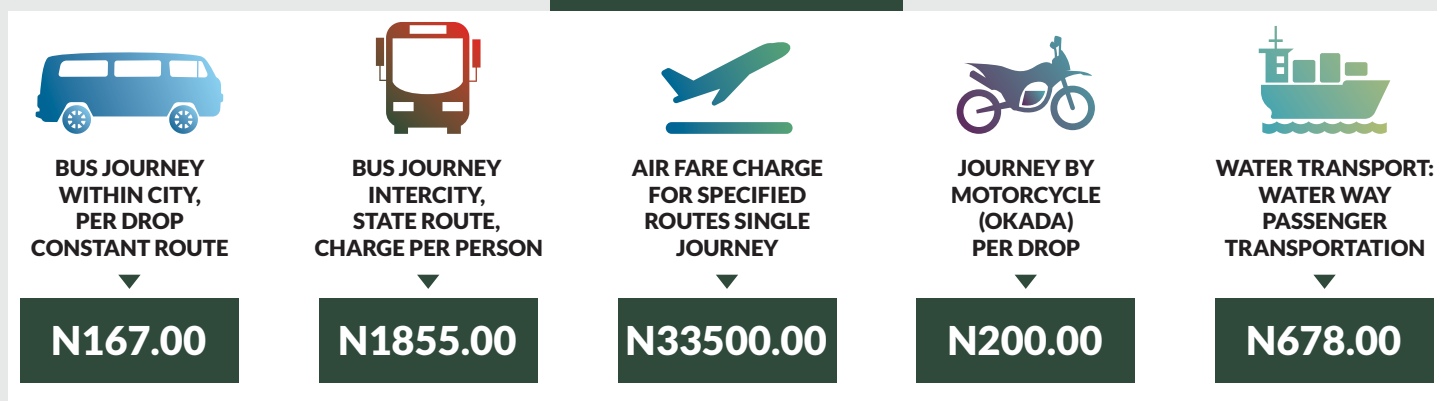 BUS JOURNEY
WITHIN CITY,
PER DROP
CONSTANT ROUTE
N167.00
BUS JOURNEY
INTERCITY,
STATE ROUTE,
CHARGE PER PERSON
N1855.00
AIR FARE CHARGE
FOR SPECIFIED
ROUTES SINGLE
JOURNEY
N33500.00
JOURNEY BY
MOTORCYCLE
(OKADA)
PER DROP
N200.00
WATER TRANSPORT:
WATER WAY
PASSENGER
TRANSPORTATION
N678.00